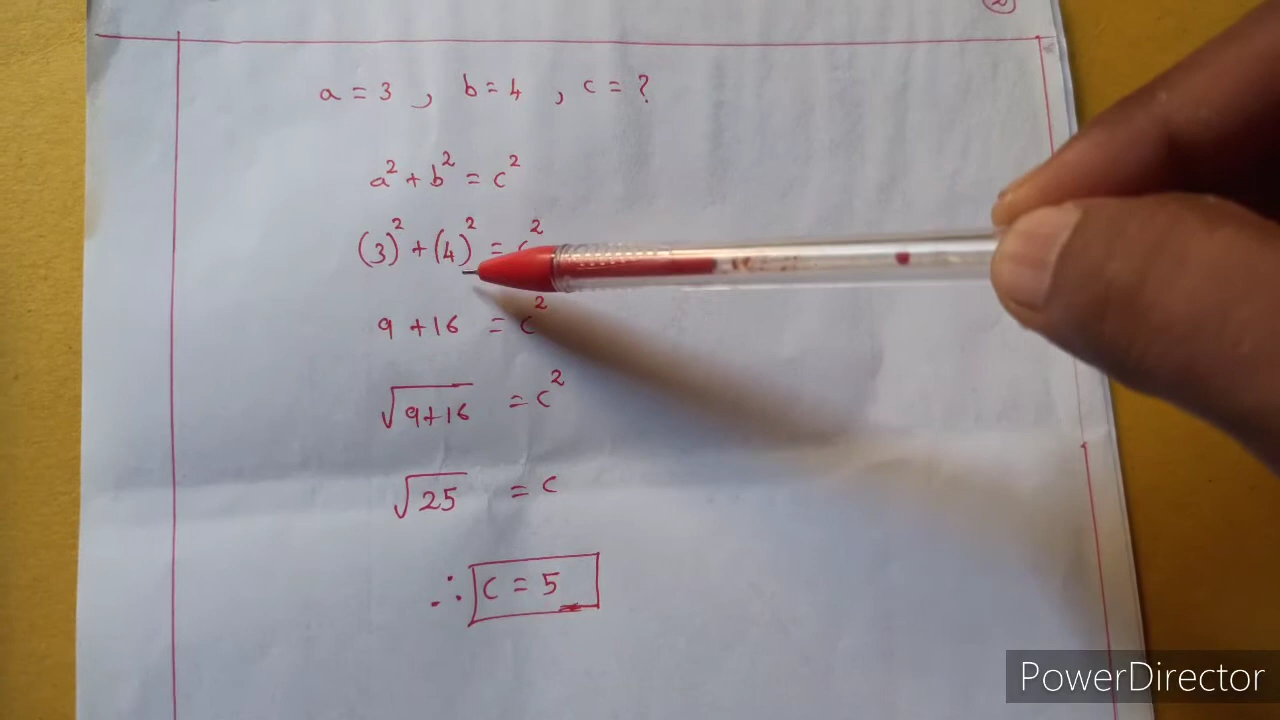 2
a = 3 , b = 4 , c = ?
a² + b² = c²
(3)² + (4)² = c²
9 + 16 = c²
√9+16 = c²
√25 = c
∴ c = 5
PowerDirector